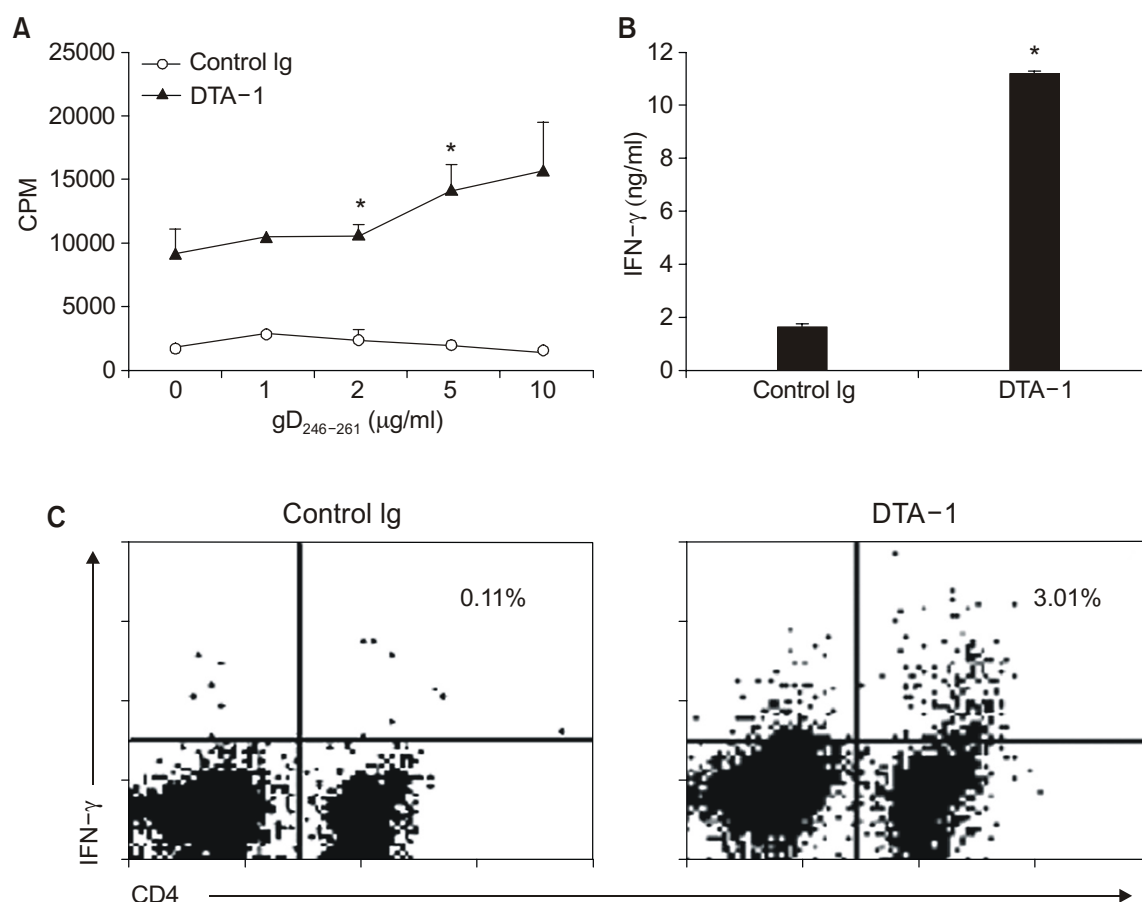 A
25000
20000
15000
10000
5000
0
CPM
Control Ig
DTA−1
*
*
0 1 2 5 10
gD246−261 (μg/ml)
B
12
10
8
6
4
2
0
IFN−γ (ng/ml)
*
Control Ig DTA−1
C
Control Ig
0.11%
DTA−1
3.01%
IFN−γ
CD4